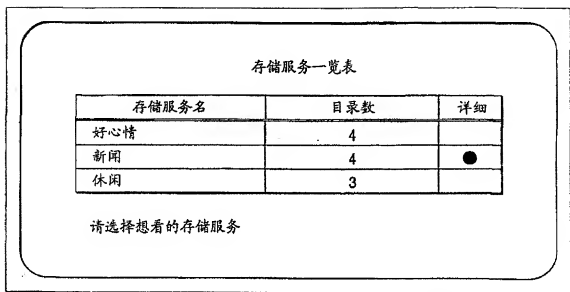 存储服务一览表
存储服务名 目录数 详细
好心情 4
新闻 4 ●
休闲 3
请选择想看的存储服务